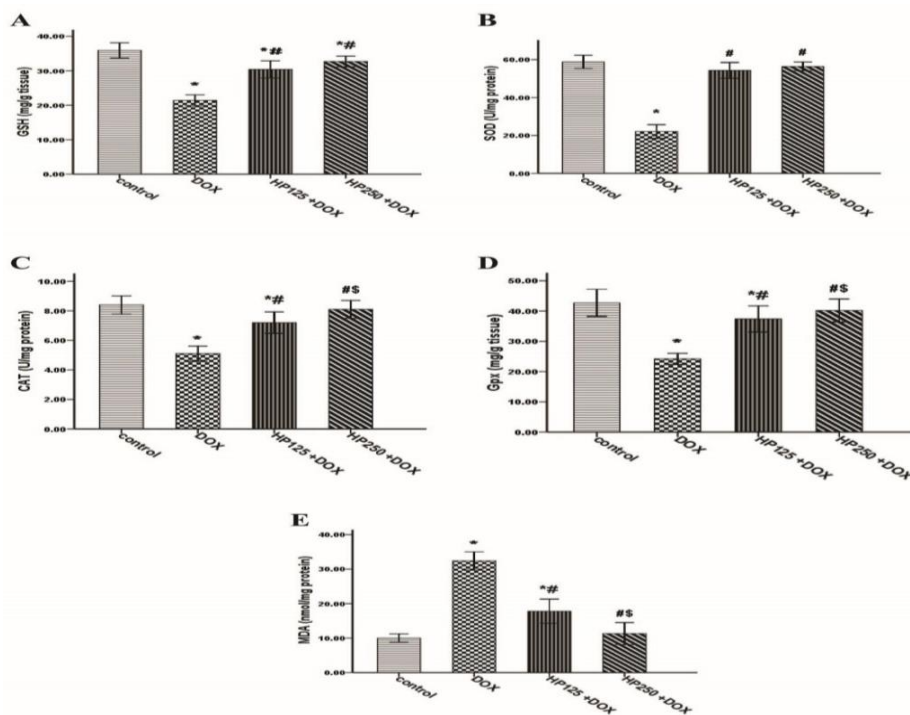 A
GSH (mg/g tissue)
40.00
30.00
20.00
10.00
0.00
*
*#
*#
control
DOX
HP125 +DOX
HP250 +DOX
B
SOD (U/mg protein)
60.00
40.00
20.00
0.00
*
#
#
control
DOX
HP125 +DOX
HP250 +DOX
C
CAT (U/mg protein)
10.00
8.00
6.00
4.00
2.00
0.00
*
*#
#$
control
DOX
HP125 +DOX
HP250 +DOX
D
Gpx (mg/g tissue)
50.00
40.00
30.00
20.00
10.00
0.00
*
*#
#$
control
DOX
HP125 +DOX
HP250 +DOX
E
MDA (nmol/mg protein)
40.00
30.00
20.00
10.00
0.00
*
*#
#$
control
DOX
HP125 +DOX
HP250 +DOX